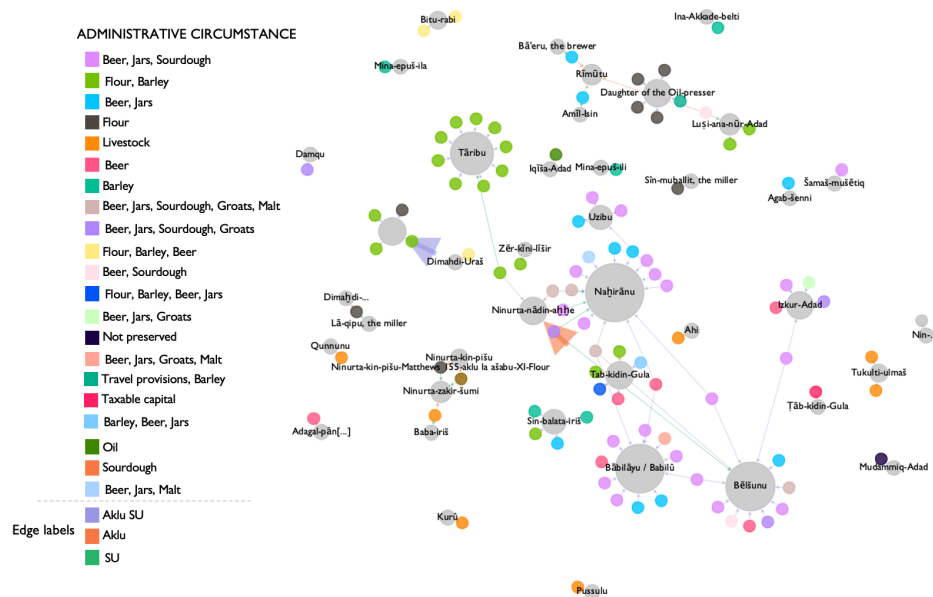 ADMINISTRATIVE CIRCUMSTANCE
Beer, Jars, Sourdough
Flour, Barley
Beer, Jars
Flour
Livestock
Beer
Barley
Beer, Jars, Sourdough, Groats, Malt
Beer, Jars, Sourdough, Groats
Flour, Barley, Beer
Beer, Sourdough
Flour, Barley, Beer, Jars
Beer, Jars, Groats
Not preserved
Beer, Jars, Groats, Malt
Travel provisions, Barley
Taxable capital
Barley, Beer, Jars
Oil
Sourdough
Beer, Jars, Malt
Edge labels
Aklu SU
Aklu
SU
Bitu-rabi
Ina-Akkade-belti
Bā'eru, the brewer
Mina-epuš-ila
Rīmūtu
Daughter of the Oil-presser
Amīl-Isin
Luṣi-ana-nūr-Adad
Tāribu
Damqu
Iqīša-Adad
Mina-epuš-ili
Sîn-muballit, the miller
Šamaš-mušētiq
Agab-šenni
Uzibu
Zēr-kīni-līšir
Dimahdi-Uraš
Dimaḫdi-...
Naḫirānu
Ninurta-nādin-aḫḫe
Izkur-Adad
Lā-qipu, the miller
Ahi
Nin-..
Qunnunu
Ninurta-kin-pišu
Ninurta-kin-pišu-Matthews 155-aklu la ašabu-XI-Flour
Tab-kidin-Gula
Tukulti-ulmaš
Ninurta-zakir-šumi
Ṭāb-kidin-Gula
Sin-balata-iriš
Adagal-pān[...]
Baba-iriš
Bābilāyu / Babilû
Mudammiq-Adad
Bēlšunu
Kurû
Pussulu